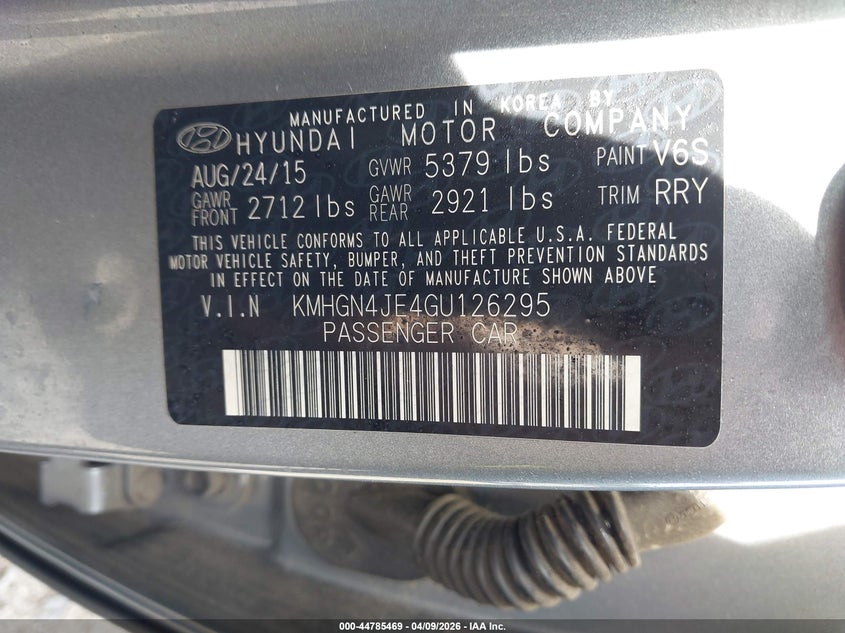 MANUFACTURED IN KOREA BY
HYUNDAI MOTOR COMPANY
AUG/24/15 GVWR 5379 lbs PAINT V6S
GAWR FRONT 2712 lbs GAWR REAR 2921 lbs TRIM RRY
THIS VEHICLE CONFORMS TO ALL APPLICABLE U.S.A. FEDERAL
MOTOR VEHICLE SAFETY, BUMPER, AND THEFT PREVENTION STANDARDS
IN EFFECT ON THE DATE OF MANUFACTURE SHOWN ABOVE
V.I.N KMHGN4JE4GU126295
PASSENGER CAR
000-44785469 - 04/09/2026 - IAA Inc.